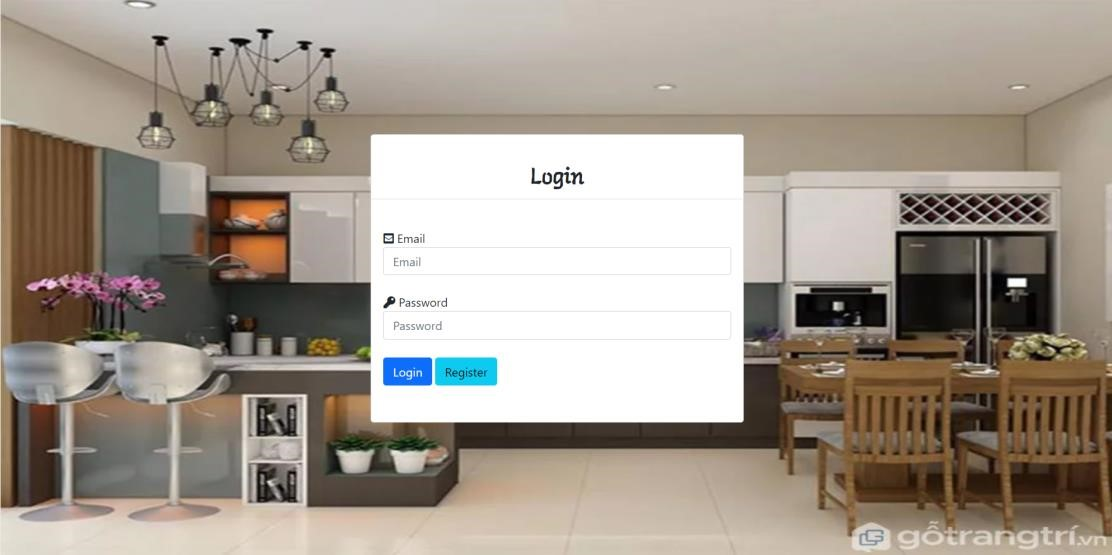 Login
Email
Email
Password
Password
Login Register
gỗtrangtrí.vn